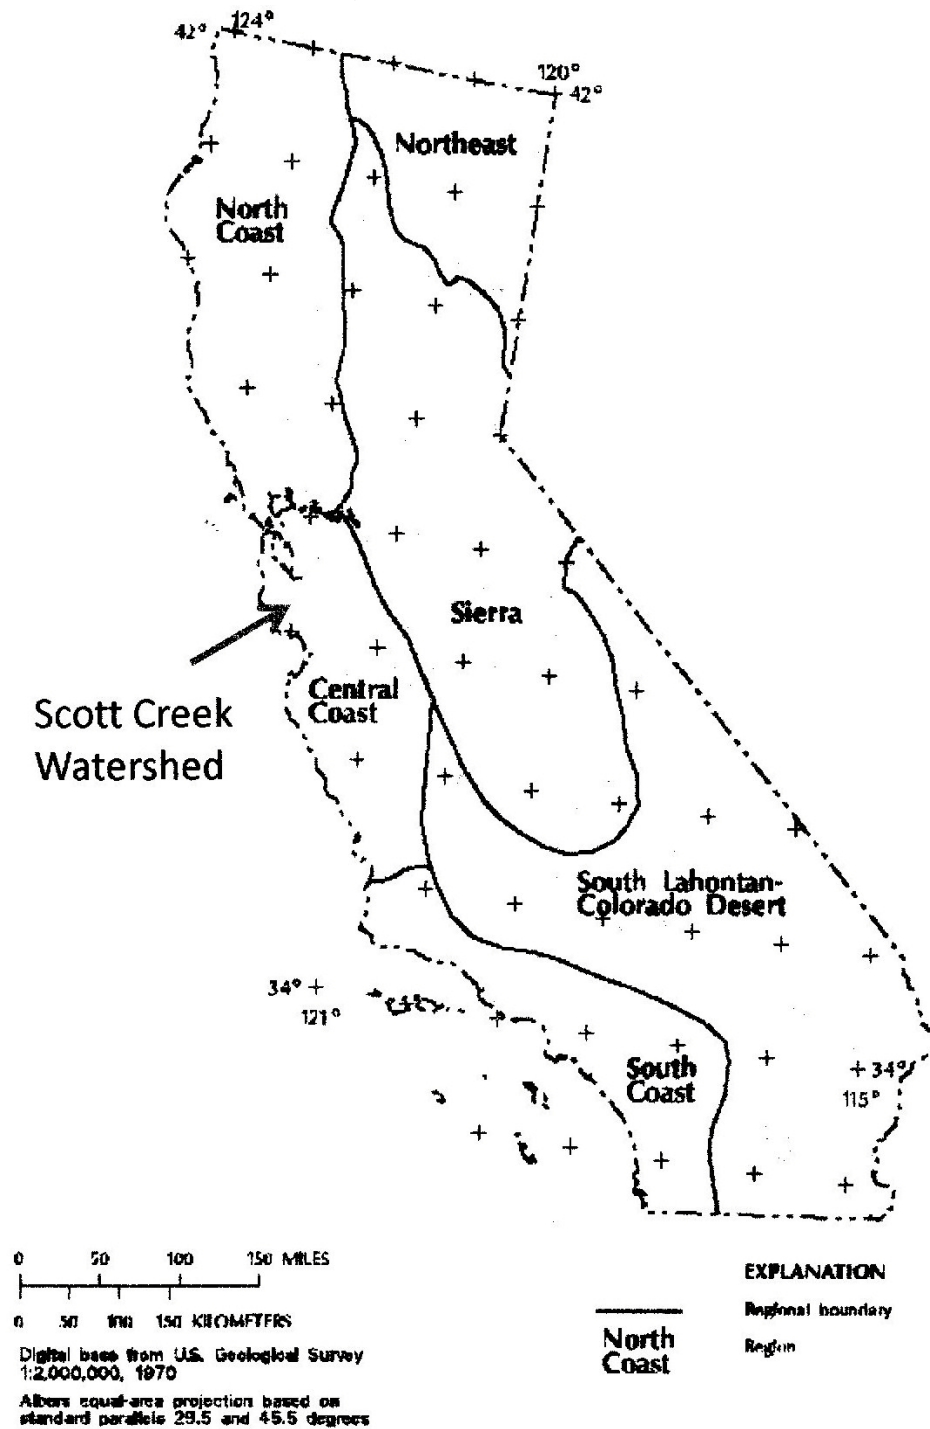 42° 124°
120°
42°
Northeast
North
Coast
Sierra
Scott Creek
Watershed
Central
Coast
South Lahontan-
Colorado Desert
34°
121°
South
Coast
34°
115°
0 50 100 150 MILES
0 50 100 150 KILOMETERS
Digital base from U.S. Geological Survey
1:2,000,000, 1970
Albers equal-area projection based on
standard parallels 29.5 and 45.5 degrees
EXPLANATION
Regional boundary
North
Coast
Region